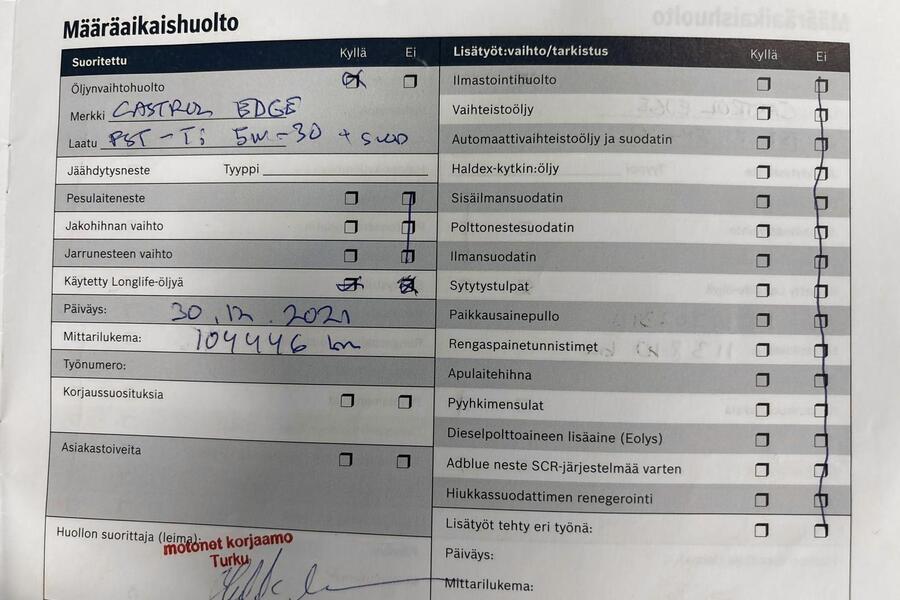 Määräaikaishuolto
Suoritettu Kyllä Ei
Öljynvaihtohuolto
Merkki CASTROL EDGE
Laatu FST-Ti 5W-30 + SUOD
Jäähdytysneste Tyyppi
Pesulaiteneste
Jakohihnan vaihto
Jarrunesteen vaihto
Käytetty Longlife-öljyä
Päiväys: 30.12.2021
Mittarilukema: 104446 km
Työnumero:
Korjaussuosituksia
Asiakastoiveita
Huollon suorittaja (leima):
motonet korjaamo
Turku
Lisätyöt:vaihto/tarkistus Kyllä Ei
Ilmastointihuolto
Vaihteistoöljy
Automaattivaihteistoöljy ja suodatin
Haldex-kytkin:öljy
Sisäilmansuodatin
Polttonestesuodatin
Ilmansuodatin
Sytytystulpat
Paikkausainepullo
Rengaspainetunnistimet
Apulaitehihna
Pyyhkimensulat
Dieselpolttoaineen lisäaine (Eolys)
Adblue neste SCR-järjestelmää varten
Hiukkassuodattimen renegerointi
Lisätyöt tehty eri työnä:
Päiväys:
Mittarilukema: